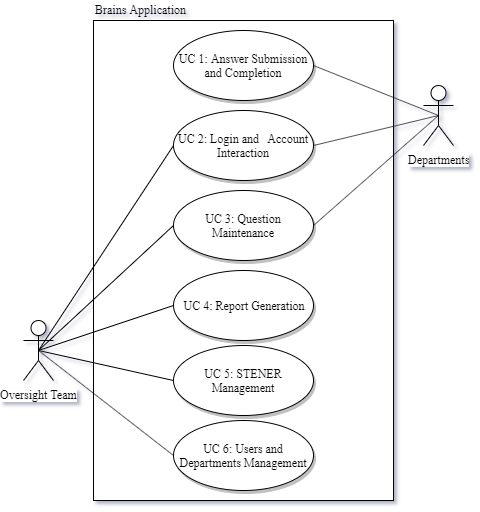 Brains Application
UC 1: Answer Submission
and Completion
UC 2: Login and Account
Interaction
Departments
UC 3: Question
Maintenance
UC 4: Report Generation
UC 5: STENER
Management
Oversight Team
UC 6: Users and
Departments Management